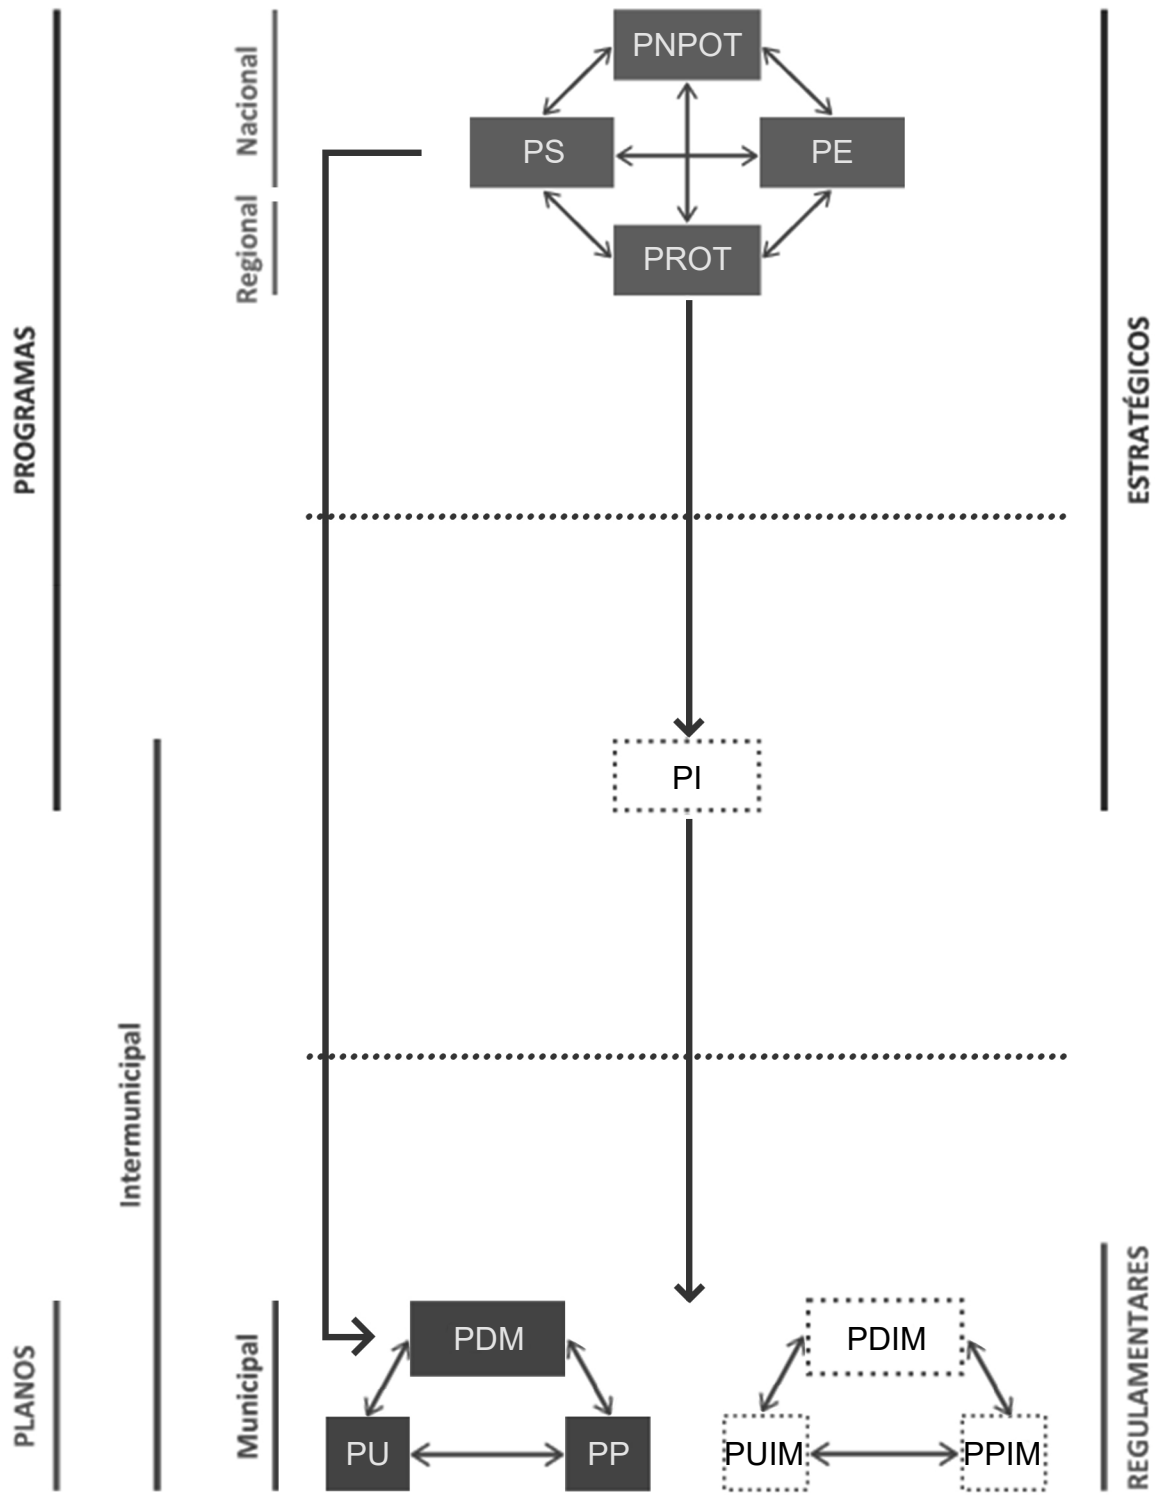 PNPOT
Nacional
PS
PE
Regional
PROT
PROGRAMAS
ESTRATÉGICOS
PI
Intermunicipal
PLANOS
Municipal
PDM
PDIM
REGULAMENTARES
PU
PP
PUIM
PPIM